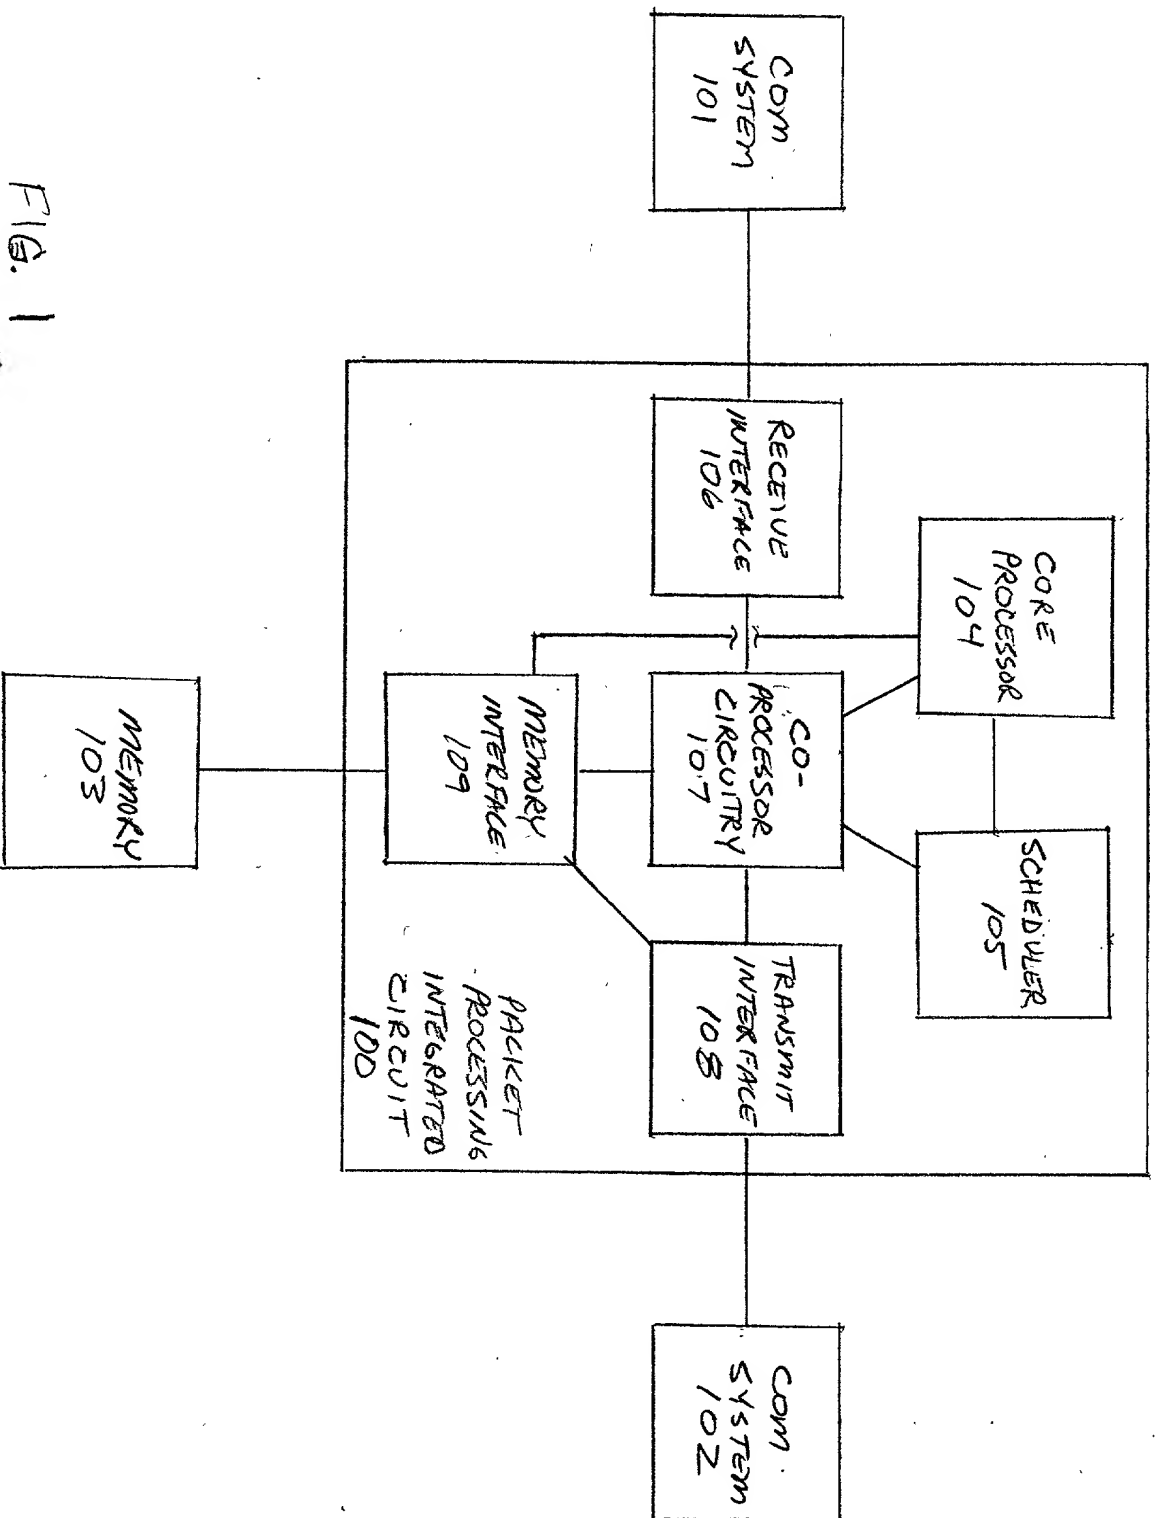 CORE
PROCESSOR
104
SCHEDULER
105
COM
SYSTEM
101
RECEIVE
INTERFACE
106
CO-
PROCESSOR
CIRCUITRY
107
TRANSMIT
INTERFACE
108
COM
SYSTEM
102
MEMORY
INTERFACE
109
PACKET
PROCESSING
INTEGRATED
CIRCUIT
100
MEMORY
103
FIG. 1